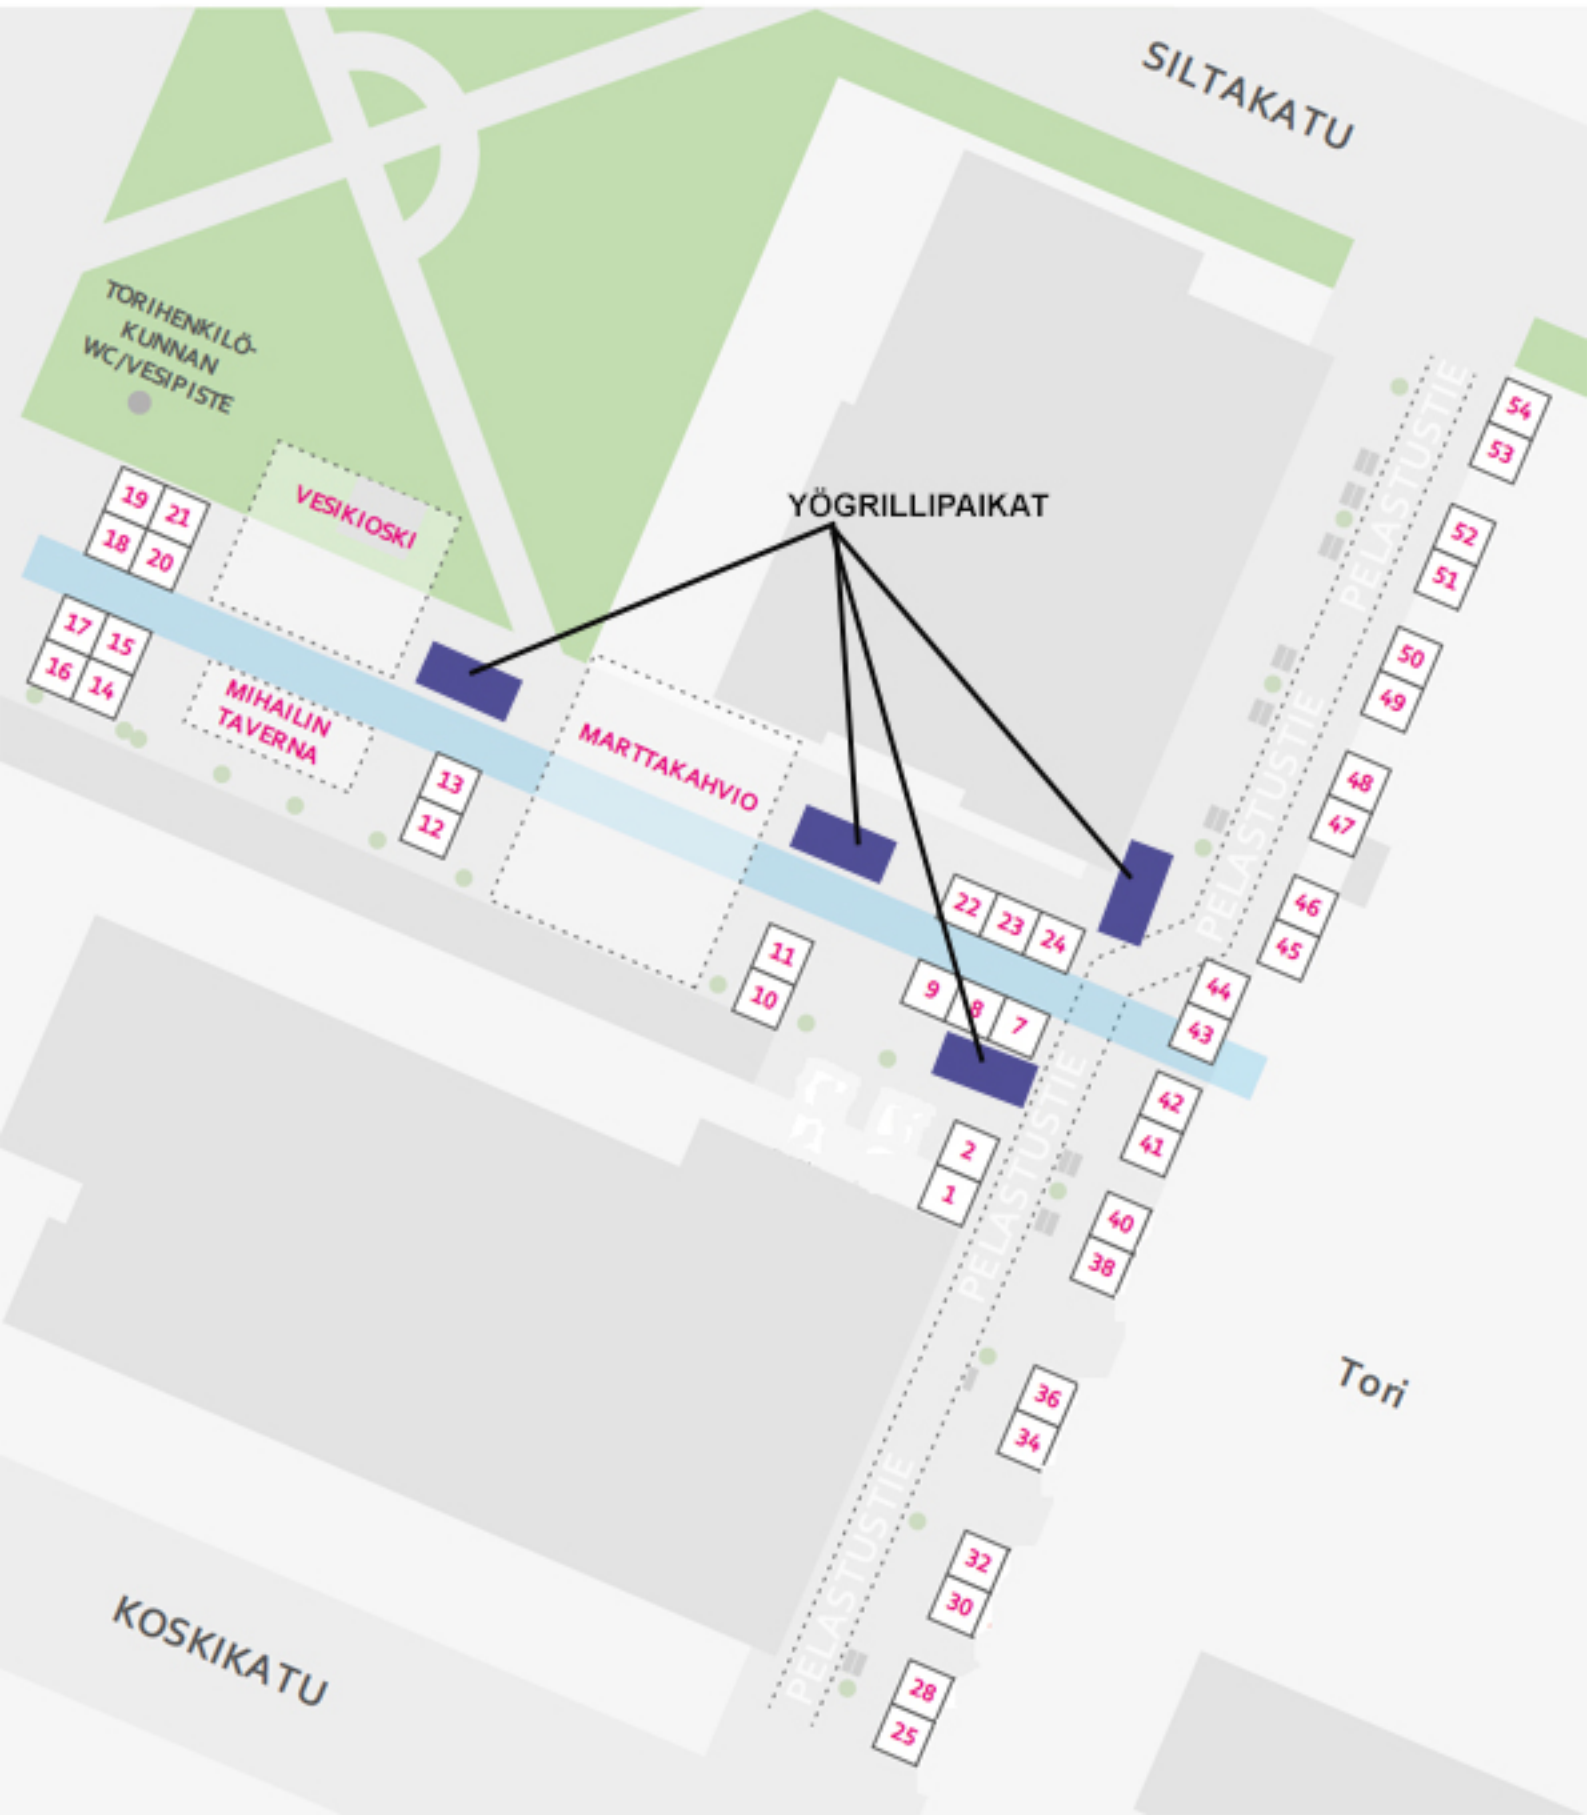 SILTAKATU
TORIHENKILÖ-
KUNNAN
WC/VESIPISTE
VESIKIOSKI
YÖGRILLIPAIKAT
PELASTUSTIE
54
53
52
51
19 21
18 20
17 15
16 14
MIHAILIN
TAVERNA
13
12
MARTTAKAHVIO
PELASTUSTIE
50
49
48
47
46
45
22 23 24
11
10
9 8 7
44
43
42
41
PELASTUSTIE
2
1
40
38
36
34
Tori
PELASTUSTIE
32
30
28
25
KOSKIKATU